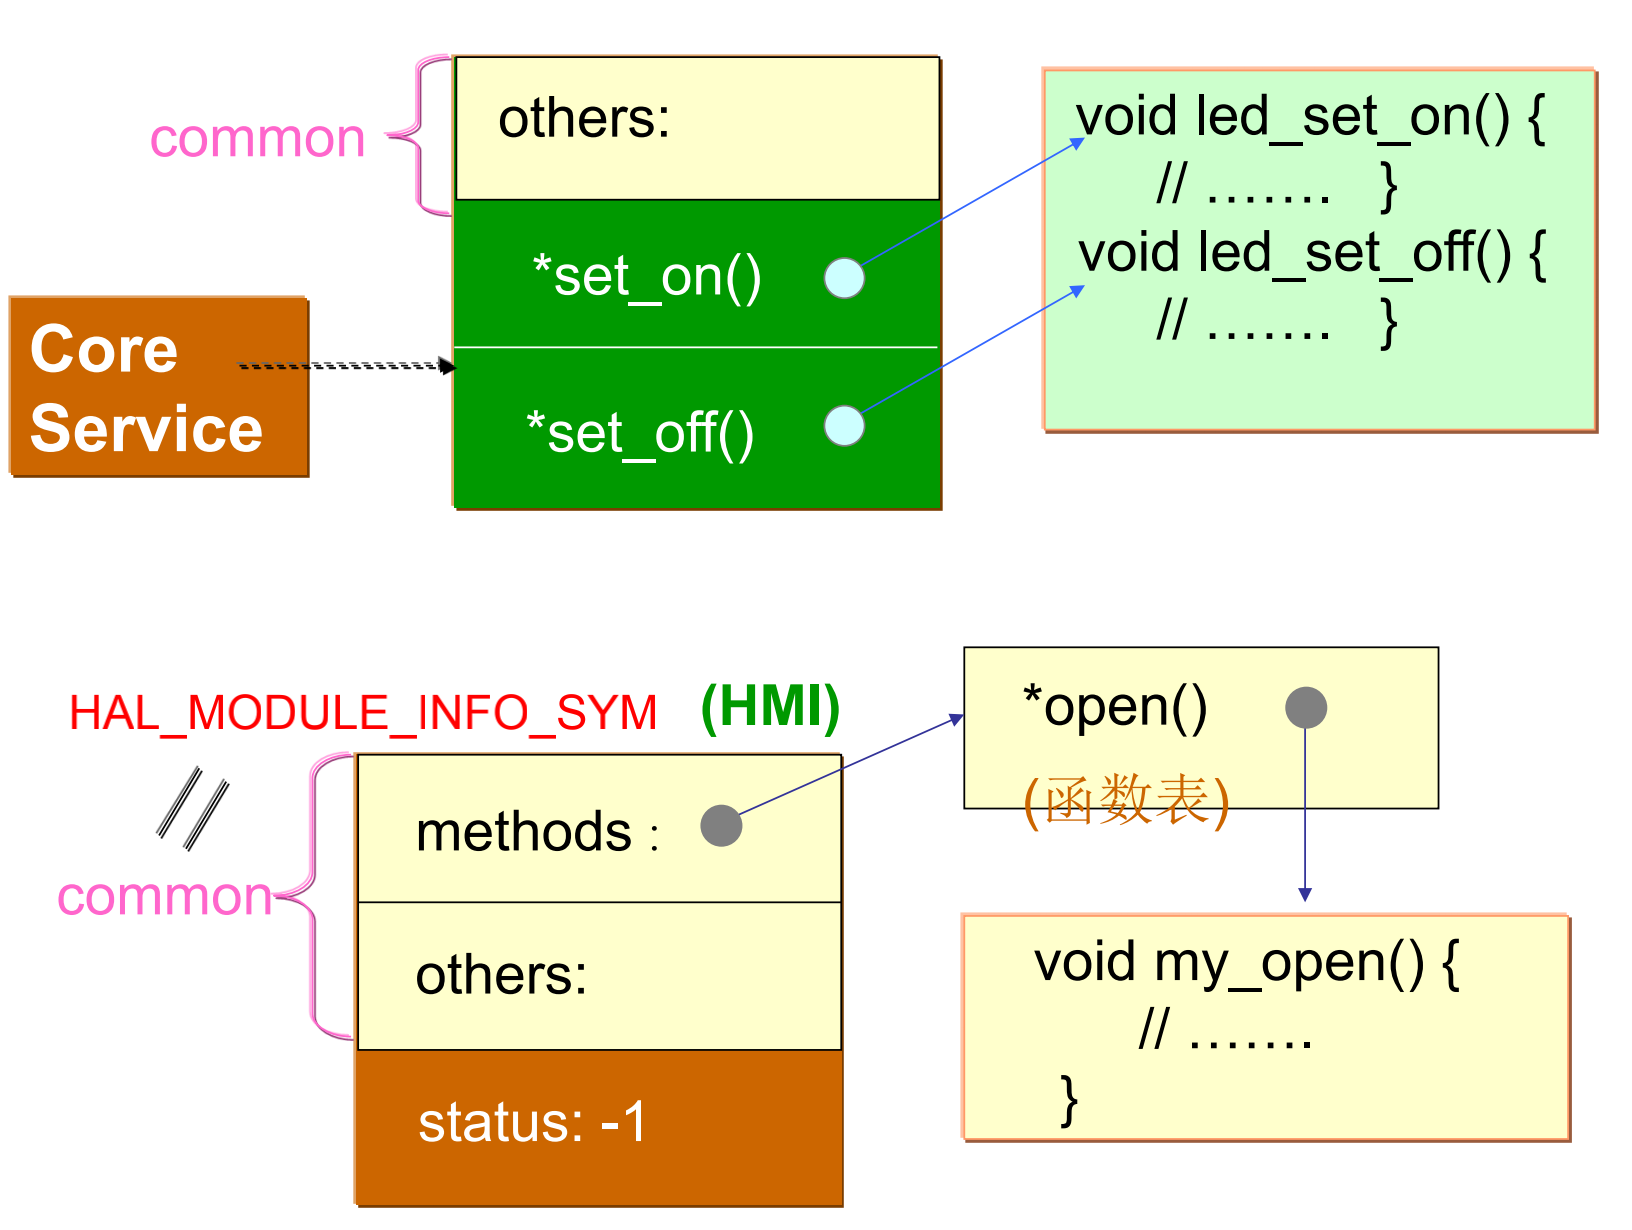 common
others:
*set_on()
*set_off()
Core
Service
void led_set_on() {
// ....... }
void led_set_off() {
// ....... }
HAL_MODULE_INFO_SYM (HMI)
common
methods :
others:
status: -1
*open()
(函数表)
void my_open() {
// .......
}